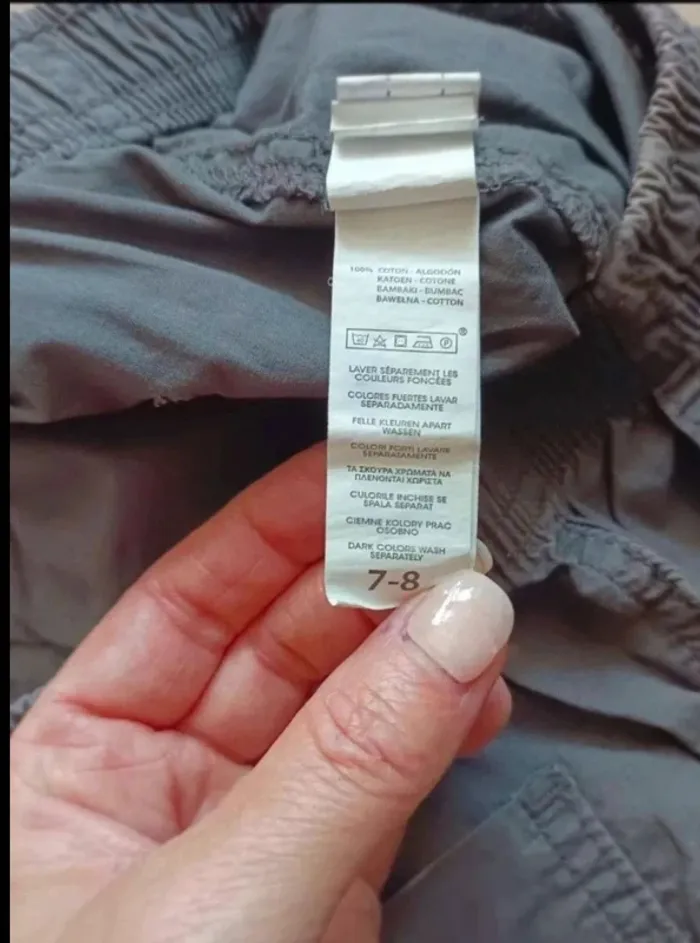 100% COTON - ALGODÓN
KATOEN - COTONE
BAMBAKI - BUMBAC
BAWEŁNA - COTTON
®
LAVER SÉPAREMENT LES
COULEURS FONCÉES
COLORES FUERTES LAVAR
SEPARADAMENTE
FELLE KLEUREN APART
WASSEN
COLORI FORTI LAVARE
SEPARATAMENTE
ΤΑ ΣΚΟΥΡΑ ΧΡΩΜΑΤΑ ΝΑ
ΠΛΕΝΟΝΤΑΙ ΧΩΡΙΣΤΑ
CULORILE INCHISE SE
SPALA SEPARAT
CIEMNE KOLORY PRAC
OSOBNO
DARK COLORS WASH
SEPARATELY
7-8